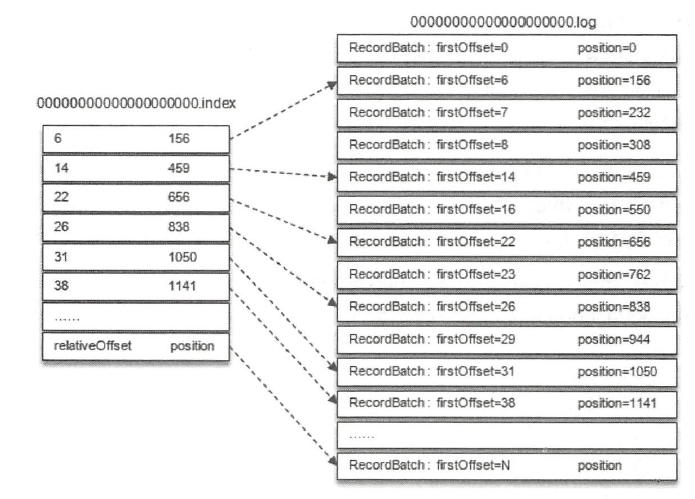 00000000000000000000.index
6 156
14 459
22 656
26 838
31 1050
38 1141
......
relativeOffset position
00000000000000000000.log
RecordBatch: firstOffset=0 position=0
RecordBatch: firstOffset=6 position=156
RecordBatch: firstOffset=7 position=232
RecordBatch: firstOffset=8 position=308
RecordBatch: firstOffset=14 position=459
RecordBatch: firstOffset=16 position=550
RecordBatch: firstOffset=22 position=656
RecordBatch: firstOffset=23 position=762
RecordBatch: firstOffset=26 position=838
RecordBatch: firstOffset=29 position=944
RecordBatch: firstOffset=31 position=1050
RecordBatch: firstOffset=38 position=1141
......
RecordBatch: firstOffset=N position